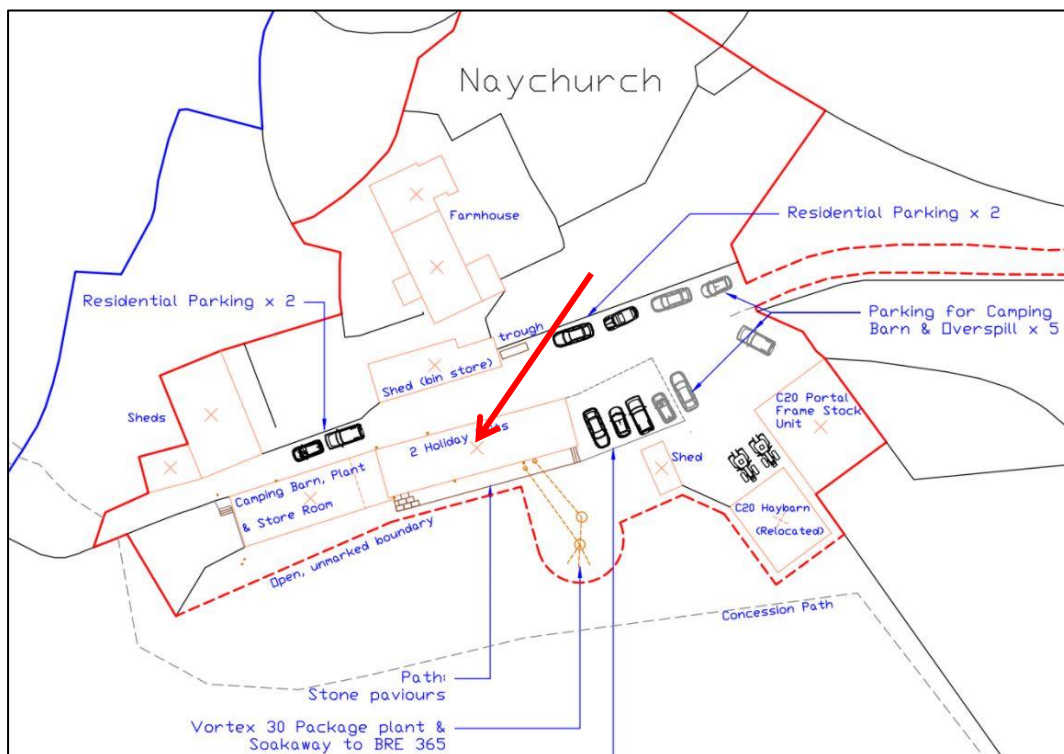 Naychurch
Farmhouse
Residential Parking x 2
Residential Parking x 2
trough
Parking for Camping
Barn & Overspill x 5
Shed (bin store)
Sheds
C20 Portal
Frame Stock
Unit
2 Holiday
Shed
Camping Barn, Plant
& Store Room
C20 Haybarn
(Relocated)
Open, unmarked boundary
Concession Path
Path:
Stone paviours
Vortex 30 Package plant &
Soakaway to BRE 365